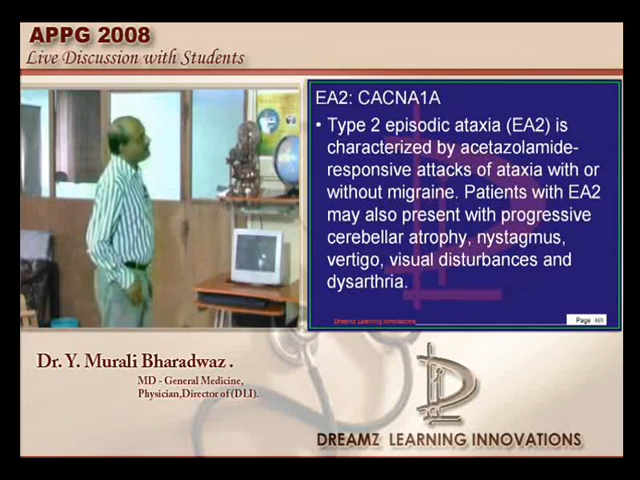 APPG 2008
Live Discussion with Students
EA2: CACNA1A
• Type 2 episodic ataxia (EA2) is
characterized by acetazolamide-
responsive attacks of ataxia with or
without migraine. Patients with EA2
may also present with progressive
cerebellar atrophy, nystagmus,
vertigo, visual disturbances and
dysarthria.
Dreamz Learning Innovations
Page 469
Dr. Y. Murali Bharadwaz .
MD - General Medicine,
Physician,Director of (DLI).
DREAMZ LEARNING INNOVATIONS